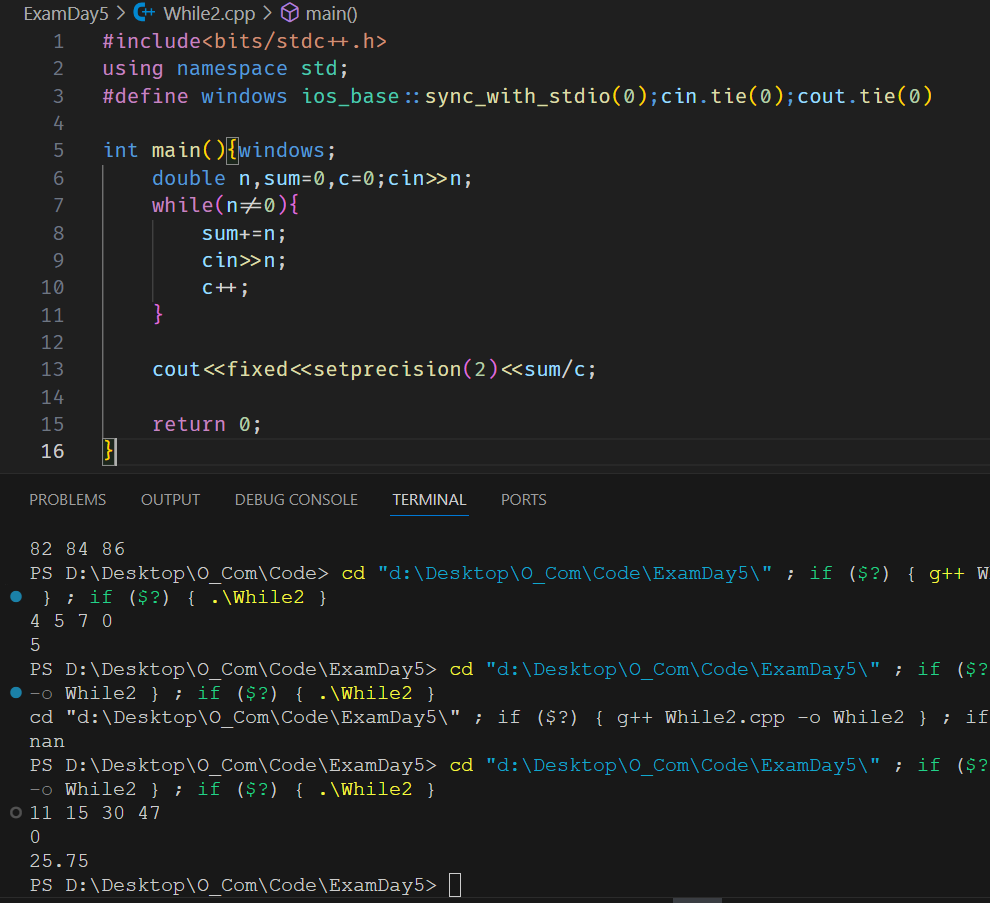 ExamDay5 > While2.cpp > main()
1 #include<bits/stdc++.h>
2 using namespace std;
3 #define windows ios_base::sync_with_stdio(0);cin.tie(0);cout.tie(0)
4
5 int main(){windows;
6 double n,sum=0,c=0;cin>>n;
7 while(n≠0){
8 sum+=n;
9 cin>>n;
10 c++;
11 }
12
13 cout<<fixed<<setprecision(2)<<sum/c;
14
15 return 0;
16 }
PROBLEMS OUTPUT DEBUG CONSOLE TERMINAL PORTS
82 84 86
PS D:\Desktop\O_Com\Code> cd "d:\Desktop\O_Com\Code\ExamDay5\" ; if ($?) { g++ W
} ; if ($?) { .\While2 }
4 5 7 0
5
PS D:\Desktop\O_Com\Code\ExamDay5> cd "d:\Desktop\O_Com\Code\ExamDay5\" ; if ($?
-o While2 } ; if ($?) { .\While2 }
cd "d:\Desktop\O_Com\Code\ExamDay5\" ; if ($?) { g++ While2.cpp -o While2 } ; if
nan
PS D:\Desktop\O_Com\Code\ExamDay5> cd "d:\Desktop\O_Com\Code\ExamDay5\" ; if ($?
-o While2 } ; if ($?) { .\While2 }
11 15 30 47
0
25.75
PS D:\Desktop\O_Com\Code\ExamDay5>